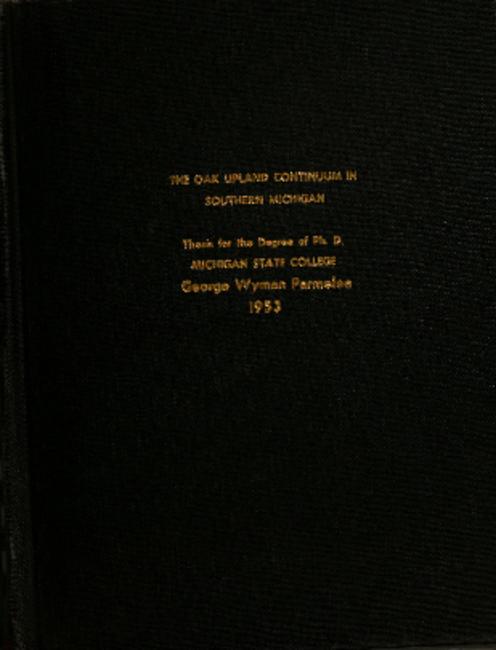 THE OAK UPLAND CONTINUUM IN
SOUTHERN MICHIGAN
Thesis for the Degree of Ph. D.
MICHIGAN STATE COLLEGE
George Wyman Parmelee
1953